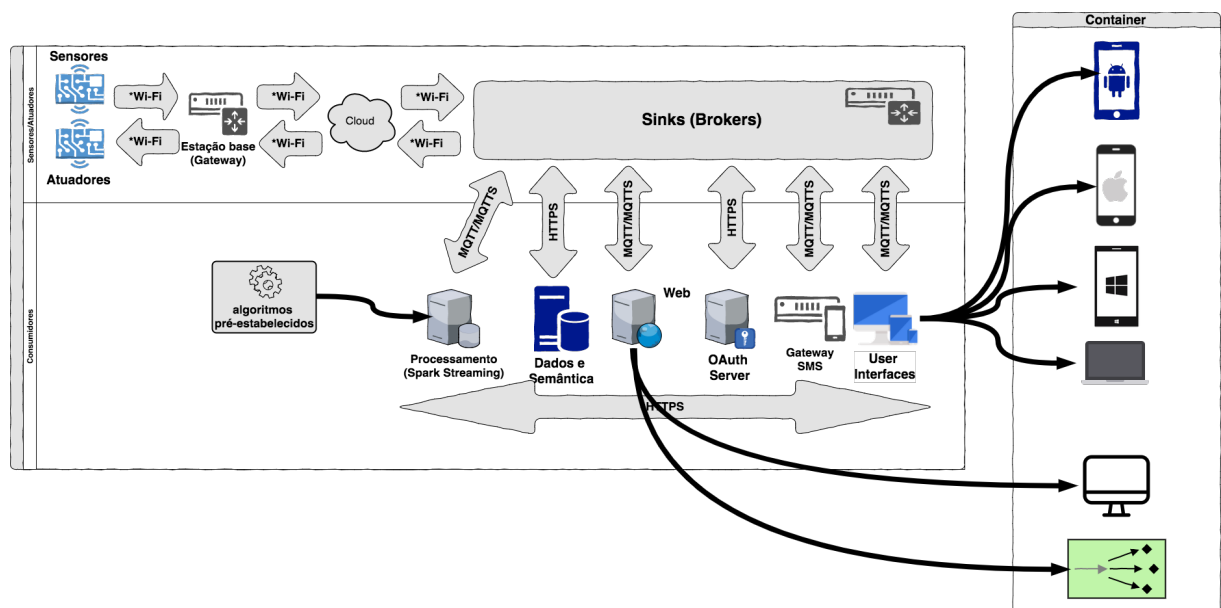 Container
Sensores/Atuadores
Sensores
*Wi-Fi
*Wi-Fi
*Wi-Fi
*Wi-Fi
*Wi-Fi
*Wi-Fi
Estação base
(Gateway)
Cloud
Sinks (Brokers)
Atuadores
MQTT/MQTTS
HTTPS
MQTT/MQTTS
HTTPS
MQTT/MQTTS
MQTT/MQTTS
Consumidores
algoritmos
pré-estabelecidos
Web
Processamento
(Spark Streaming)
Dados e
Semântica
OAuth
Server
Gateway
SMS
User
Interfaces
HTTPS